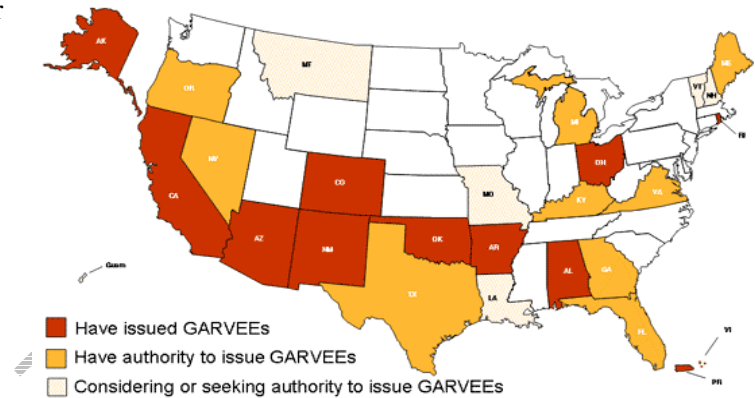 AK
MT
ME
OR
VT
NH
MI
RI
NV
OH
CA
CO
MO
KY
VA
AZ
NM
OK
AR
AL
GA
TX
LA
FL
Guam
VI
PR
Have issued GARVEEs
Have authority to issue GARVEEs
Considering or seeking authority to issue GARVEEs